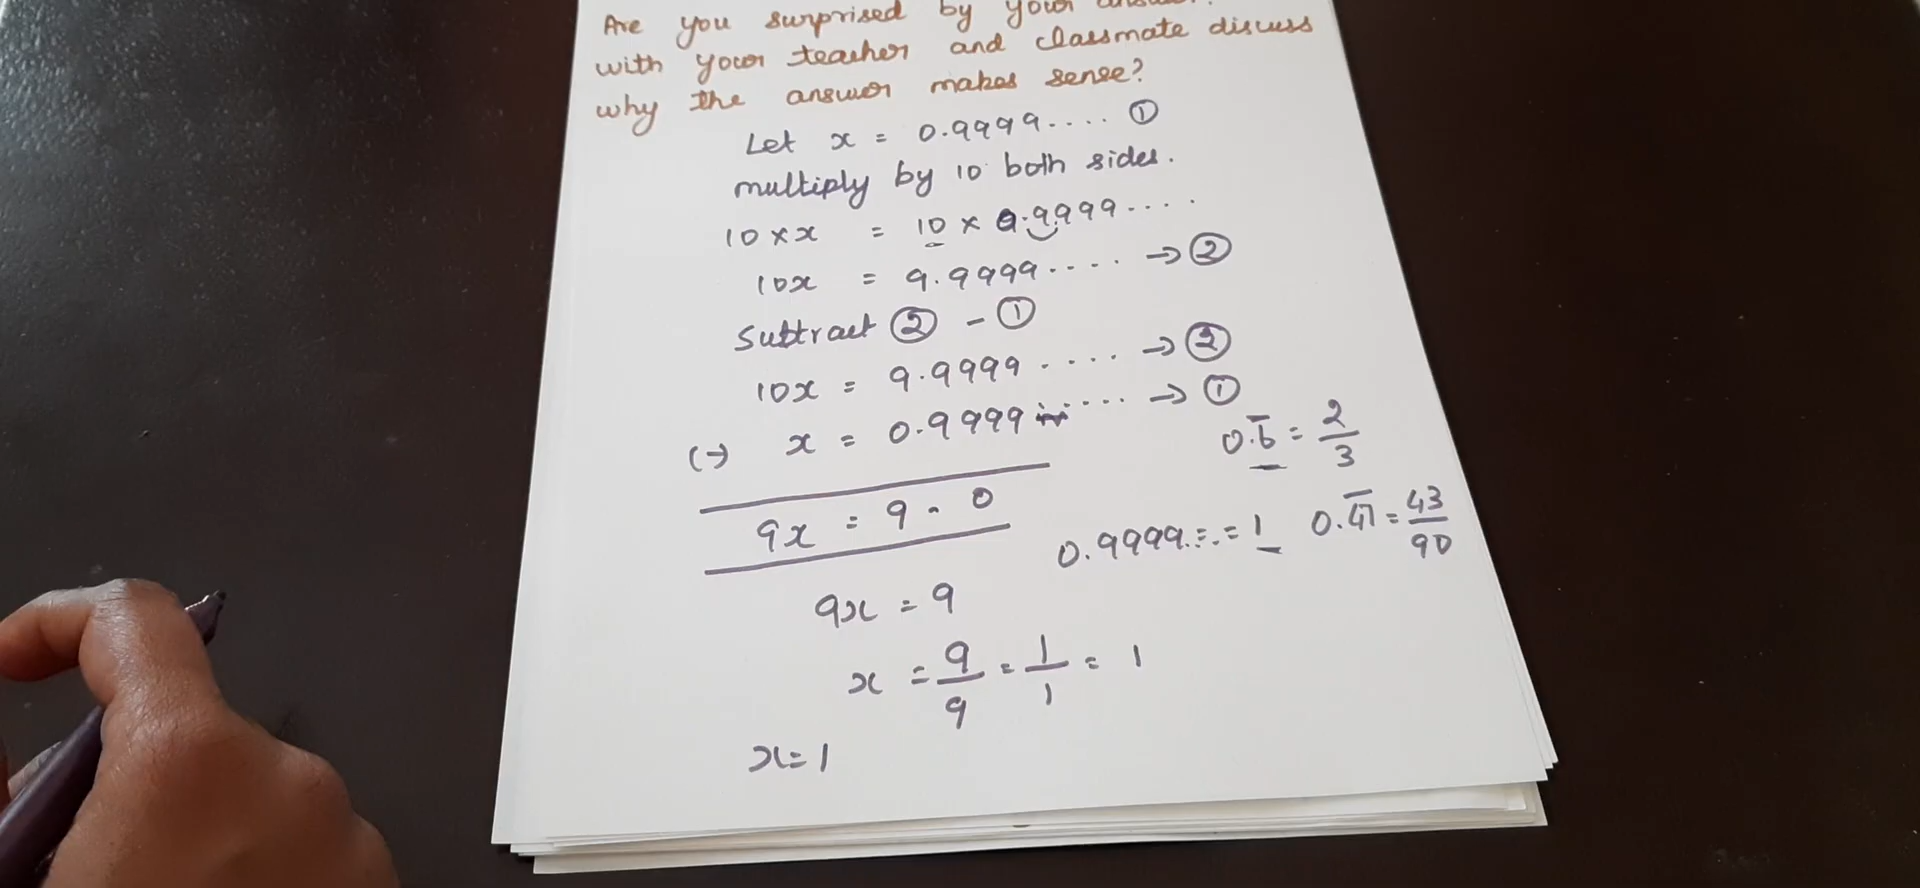 Are you surprised by your answer?
with your teacher and classmate discuss
why the answer makes sense?
Let x = 0.9999.... ①
multiply by 10 both sides.
10 × x = 10 × 0.9999....
10x = 9.9999.... → ②
Subtract ② - ①
10x = 9.9999.... → ②
(-) x = 0.9999..... → ①
9x = 9.0
9x = 9
x = 9/9 = 1/1 = 1
x = 1
0.6̅ = 2/3
0.9999... = 1
0.47̅ = 43/90